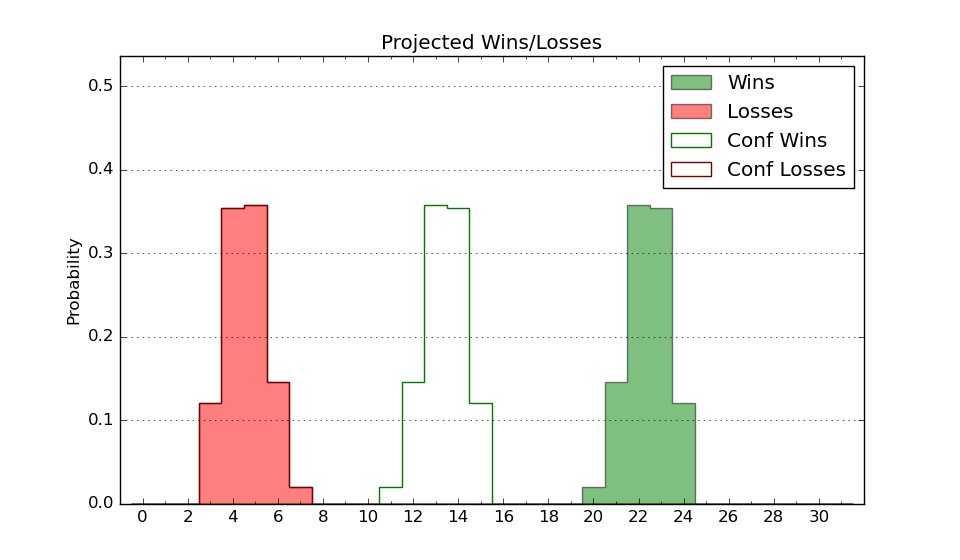 Projected Wins/Losses
Wins
Losses
Conf Wins
Conf Losses
Probability
0.5
0.4
0.3
0.2
0.1
0.0
0 2 4 6 8 10 12 14 16 18 20 22 24 26 28 30